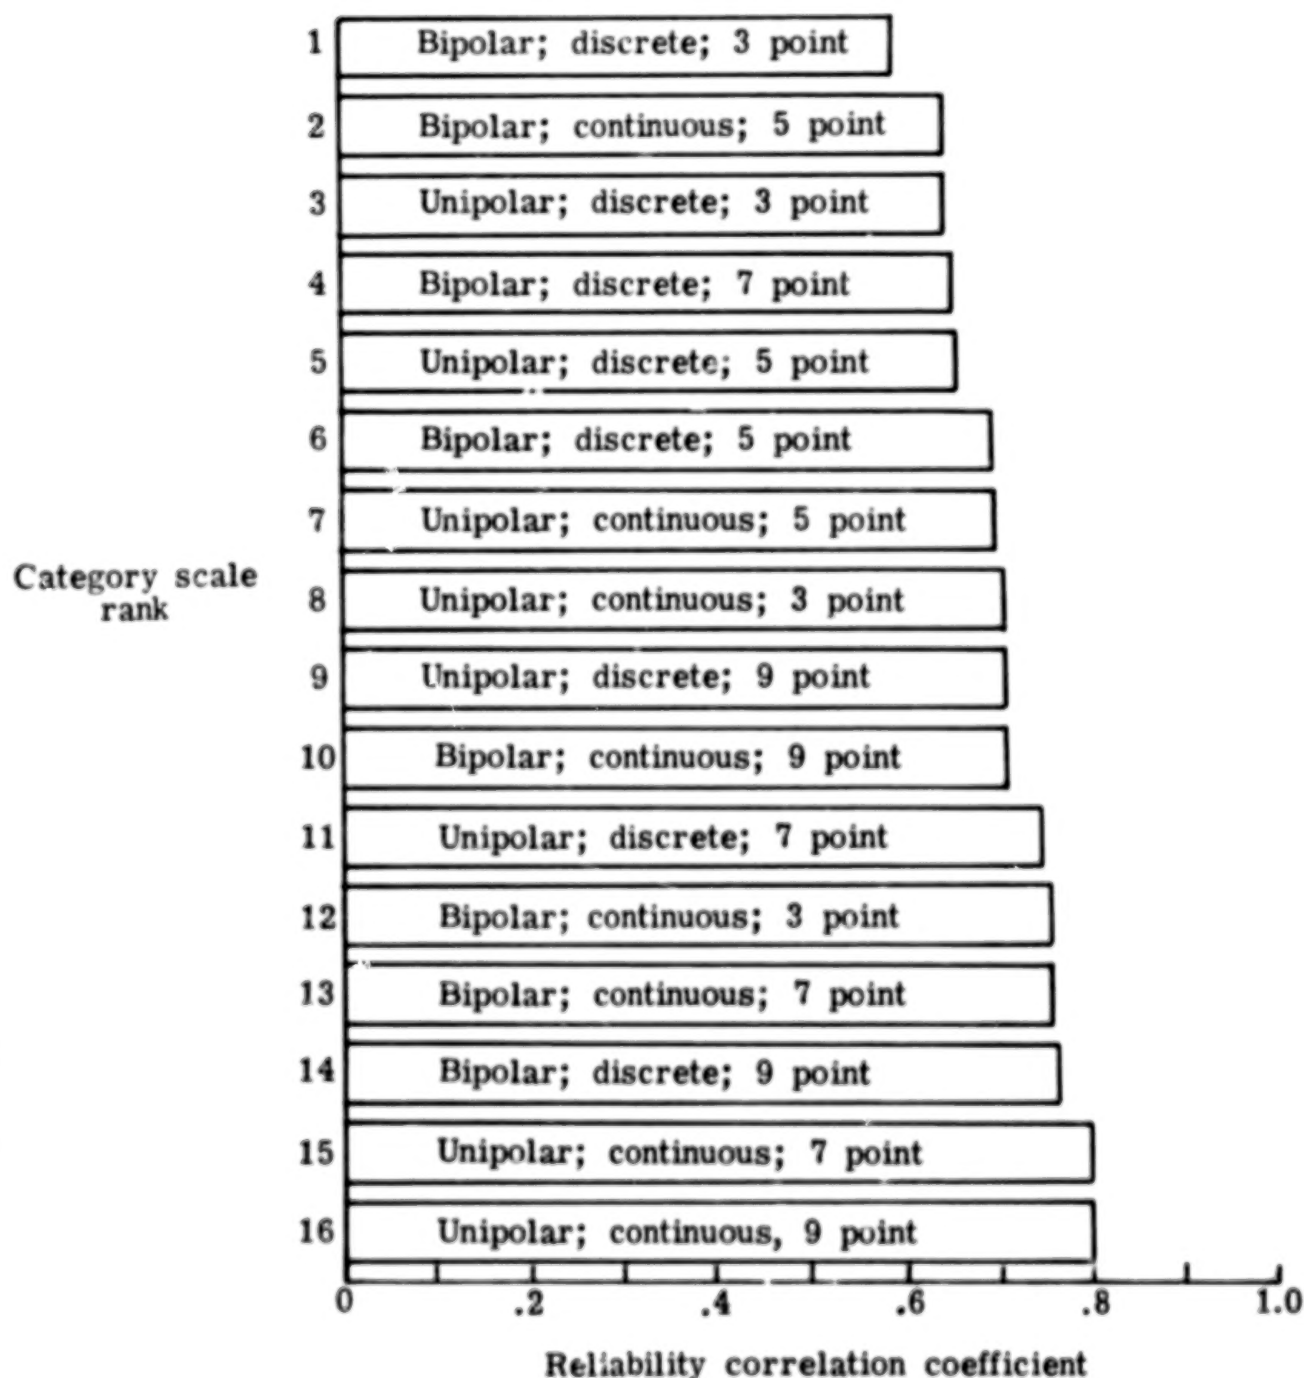 1 Bipolar; discrete; 3 point
2 Bipolar; continuous; 5 point
3 Unipolar; discrete; 3 point
4 Bipolar; discrete; 7 point
5 Unipolar; discrete; 5 point
6 Bipolar; discrete; 5 point
7 Unipolar; continuous; 5 point
Category scale
rank
8 Unipolar; continuous; 3 point
9 Unipolar; discrete; 9 point
10 Bipolar; continuous; 9 point
11 Unipolar; discrete; 7 point
12 Bipolar; continuous; 3 point
13 Bipolar; continuous; 7 point
14 Bipolar; discrete; 9 point
15 Unipolar; continuous; 7 point
16 Unipolar; continuous, 9 point
0 .2 .4 .6 .8 1.0
Reliability correlation coefficient